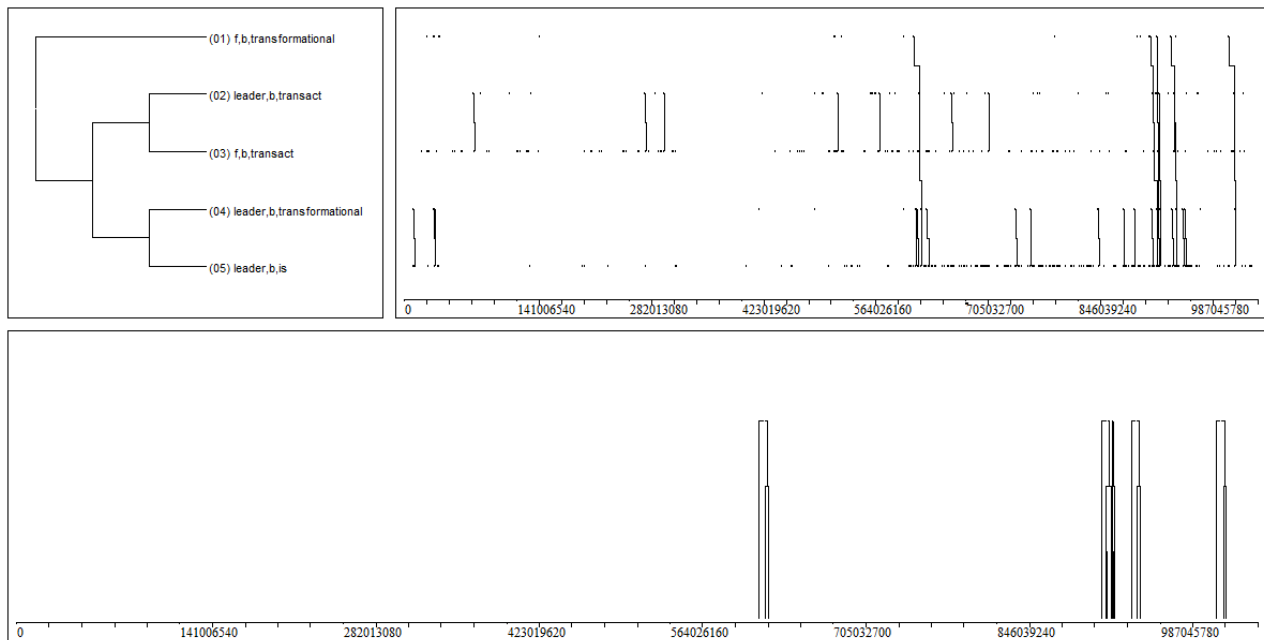 (01) f,b,transformational
(02) leader,b,transact
(03) f,b,transact
(04) leader,b,transformational
(05) leader,b,is
0 141006540 282013080 423019620 564026160 705032700 846039240 987045780
0 141006540 282013080 423019620 564026160 705032700 846039240 987045780